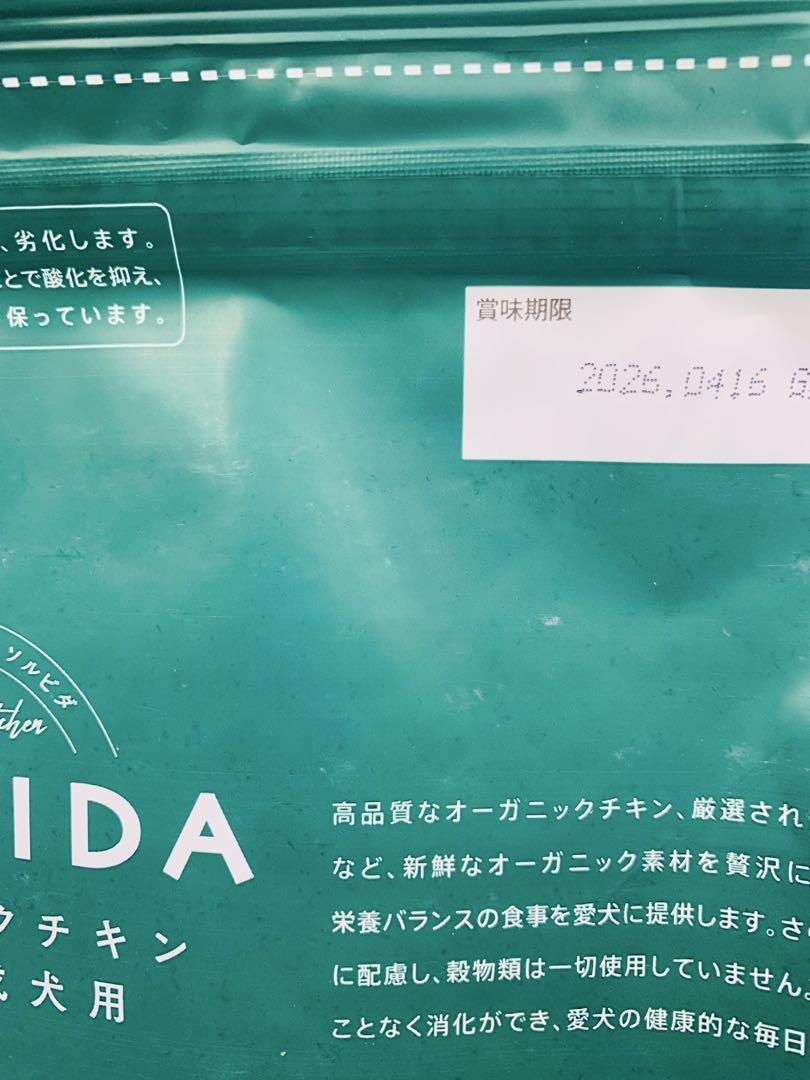 、劣化します。
とで酸化を抑え、
保っています。
賞味期限
2026.0416
ソルビダ
IDA
クチキン
成犬用
高品質なオーガニックチキン、厳選され
など、新鮮なオーガニック素材を贅沢に
栄養バランスの食事を愛犬に提供します。さら
に配慮し、穀物類は一切使用していません。
ことなく消化ができ、愛犬の健康的な毎日